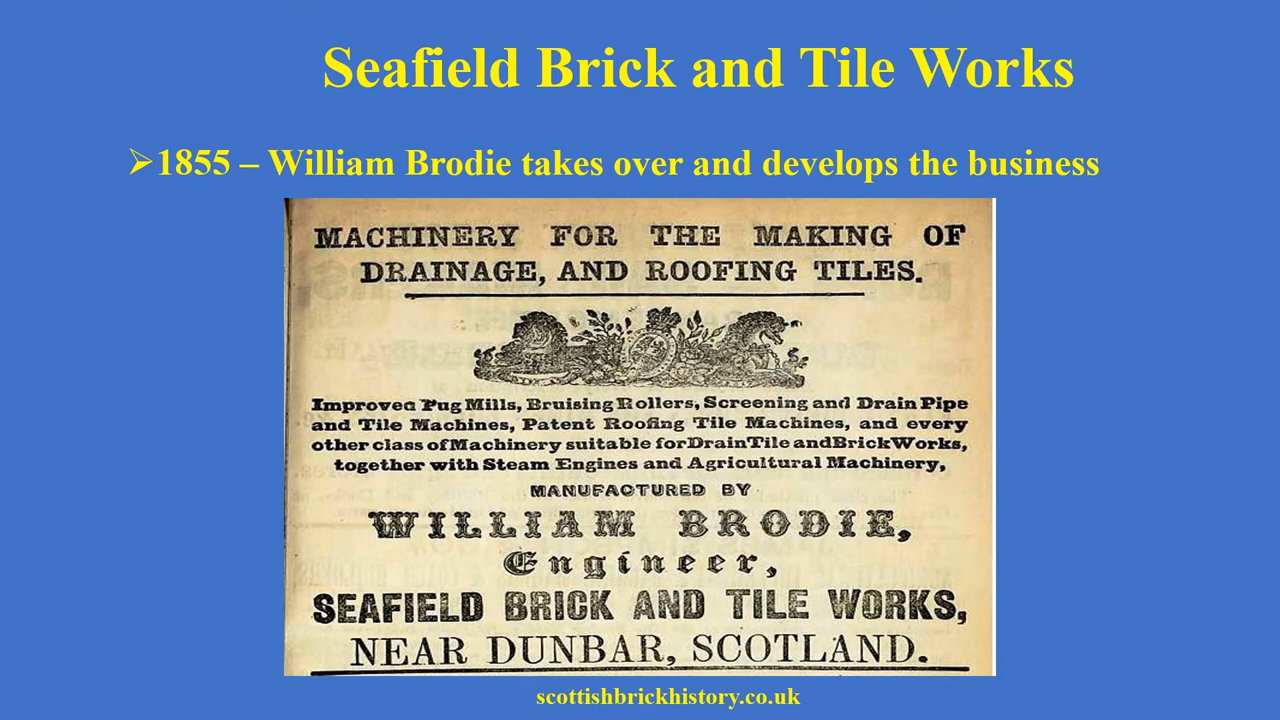 Seafield Brick and Tile Works
➢1855 – William Brodie takes over and develops the business
MACHINERY FOR THE MAKING OF
DRAINAGE, AND ROOFING TILES.
Improved Pug Mills, Bruising Rollers, Screening and Drain Pipe
and Tile Machines, Patent Roofing Tile Machines, and every
other class of Machinery suitable for Drain Tile and Brick Works,
together with Steam Engines and Agricultural Machinery,
MANUFACTURED BY
WILLIAM BRODIE,
Engineer,
SEAFIELD BRICK AND TILE WORKS,
NEAR DUNBAR, SCOTLAND.
scottishbrickhistory.co.uk